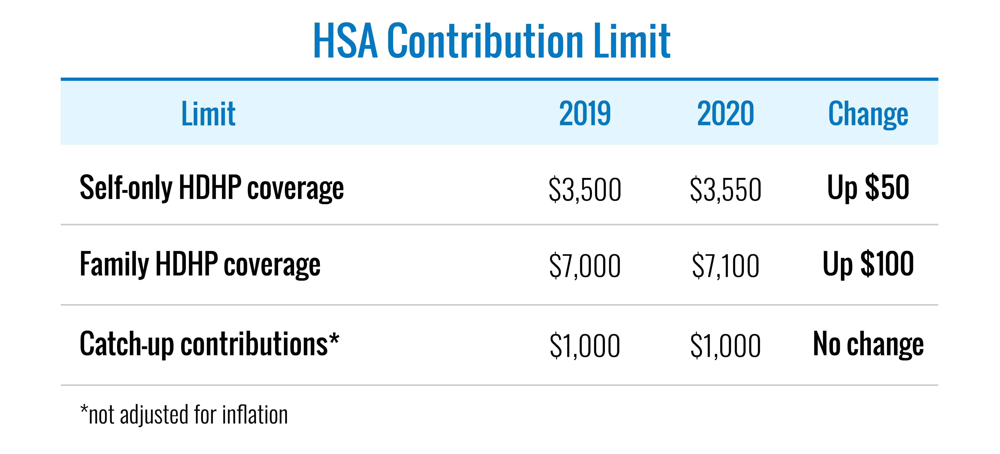 HSA Contribution Limit
Limit 2019 2020 Change
Self-only HDHP coverage $3,500 $3,550 Up $50
Family HDHP coverage $7,000 $7,100 Up $100
Catch-up contributions* $1,000 $1,000 No change
*not adjusted for inflation